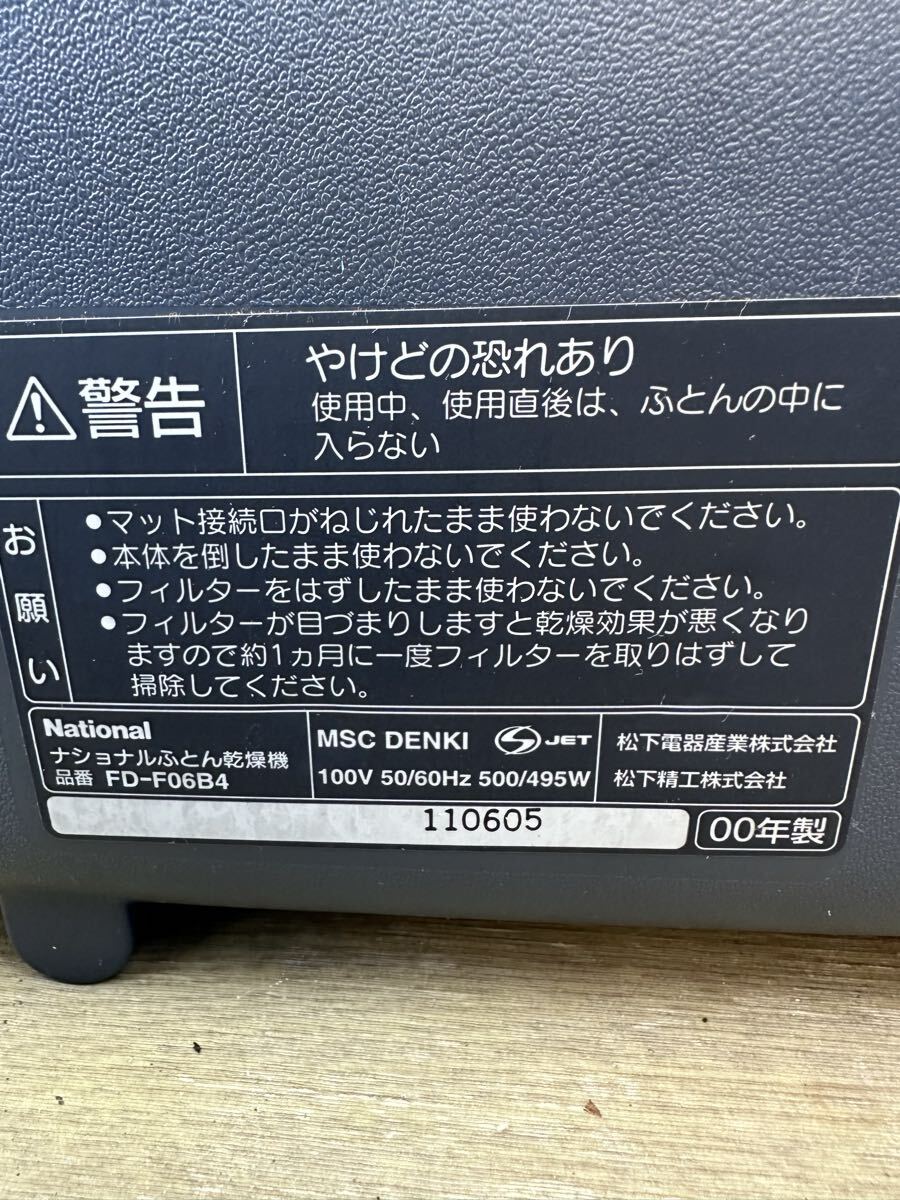 警告
やけどの恐れあり
使用中、使用直後は、ふとんの中に
入らない
お願い
●マット接続口がねじれたまま使わないでください。
●本体を倒したまま使わないでください。
●フィルターをはずしたまま使わないでください。
●フィルターが目づまりしますと乾燥効果が悪くなり
ますので約1ヵ月に一度フィルターを取りはずして
掃除してください。
National
ナショナルふとん乾燥機
品番 FD-F06B4
MSC DENKI JET
100V 50/60Hz 500/495W
松下電器産業株式会社
松下精工株式会社
110605
00年製